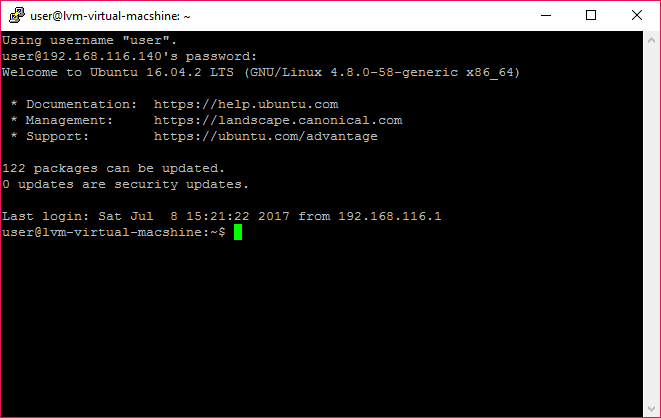 user@lvm-virtual-macshine: ~
Using username "user".
user@192.168.116.140's password:
Welcome to Ubuntu 16.04.2 LTS (GNU/Linux 4.8.0-58-generic x86_64)
* Documentation:  https://help.ubuntu.com
* Management:     https://landscape.canonical.com
* Support:        https://ubuntu.com/advantage
122 packages can be updated.
0 updates are security updates.
Last login: Sat Jul  8 15:21:22 2017 from 192.168.116.1
user@lvm-virtual-macshine:~$